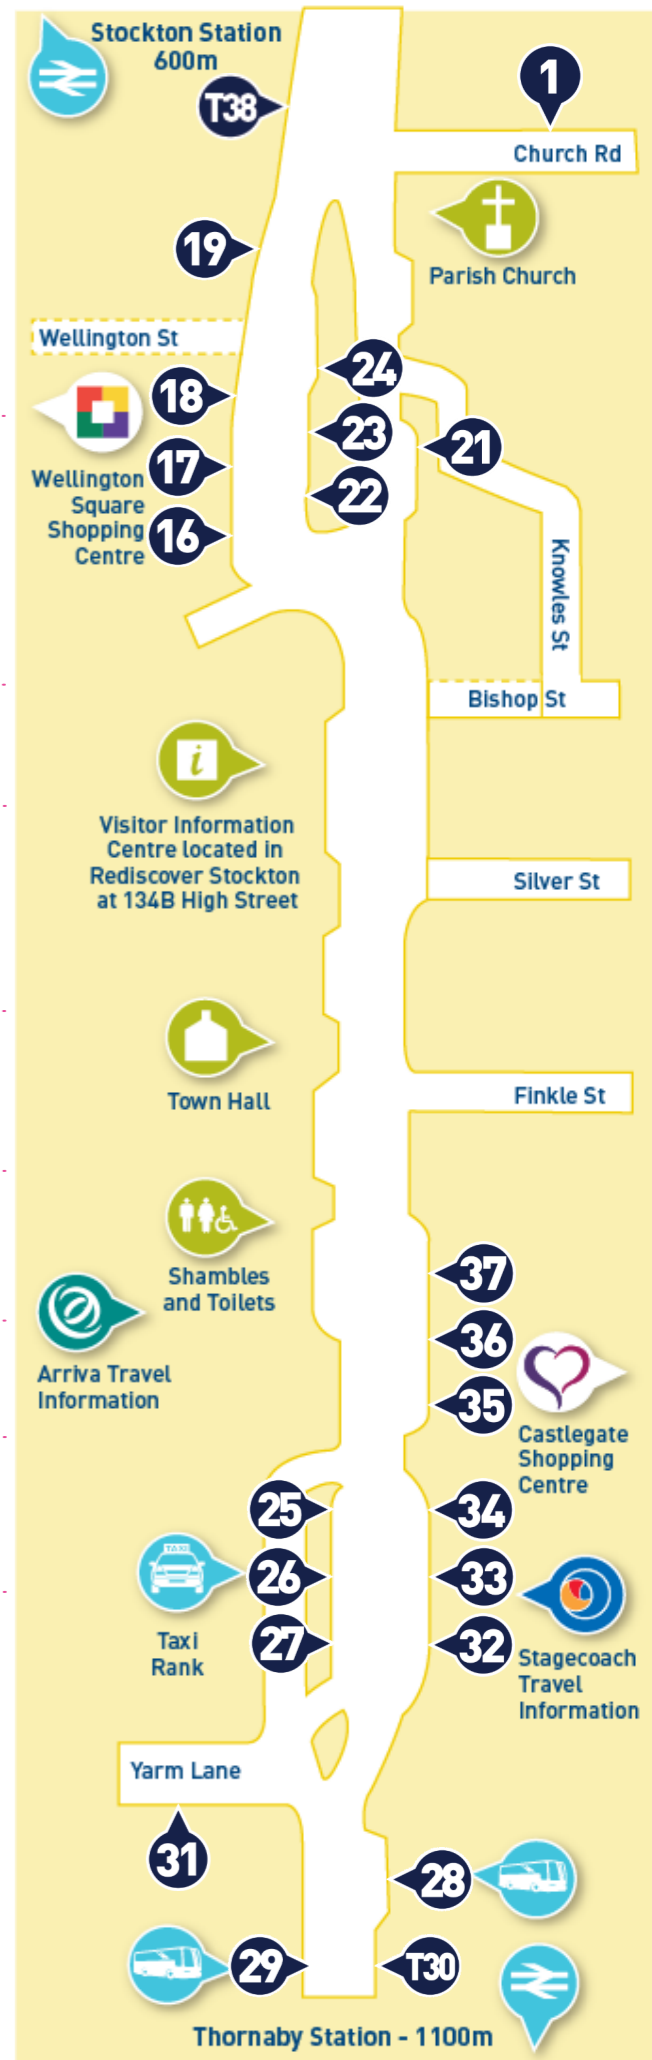 Stockton Station
600m
T38
1
Church Rd
19
Parish Church
Wellington St
24
18
23
21
17
Wellington
Square
Shopping
Centre
22
16
Knowles St
Bishop St
i
Visitor Information
Centre located in
Rediscover Stockton
at 134B High Street
Silver St
Town Hall
Finkle St
Shambles
and Toilets
37
Arriva Travel
Information
36
35
Castlegate
Shopping
Centre
25
34
TAXI
26
33
Taxi
Rank
27
32
Stagecoach
Travel
Information
Yarm Lane
31
28
29
T30
Thornaby Station - 1100m